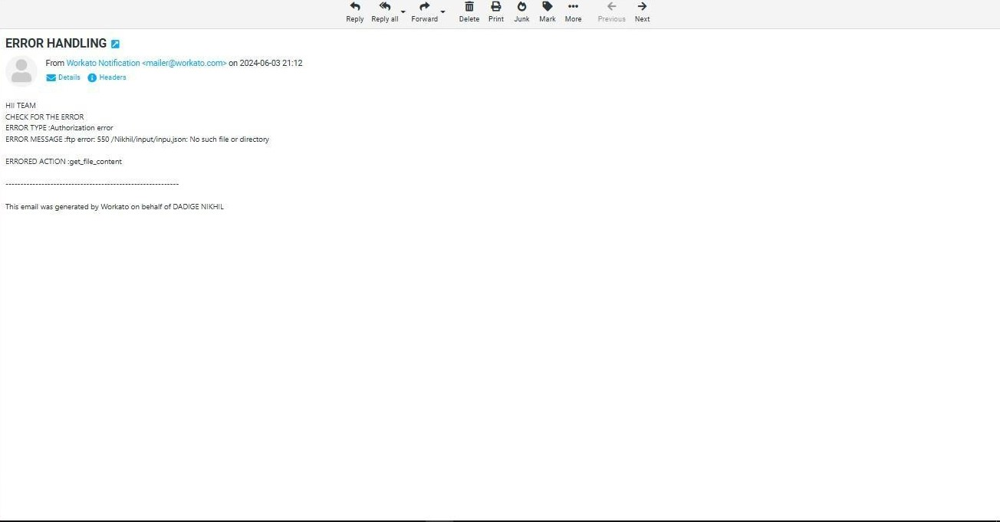 Reply Reply all Forward Delete Print Junk Mark More Previous Next
ERROR HANDLING
From Workato Notification <mailer@workato.com> on 2024-06-03 21:12
Details Headers
HII TEAM
CHECK FOR THE ERROR
ERROR TYPE :Authorization error
ERROR MESSAGE :ftp error: 550 /Nikhil/input/inpu.json: No such file or directory
ERRORED ACTION :get_file_content
----------------------------------------------------------
This email was generated by Workato on behalf of DADIGE NIKHIL